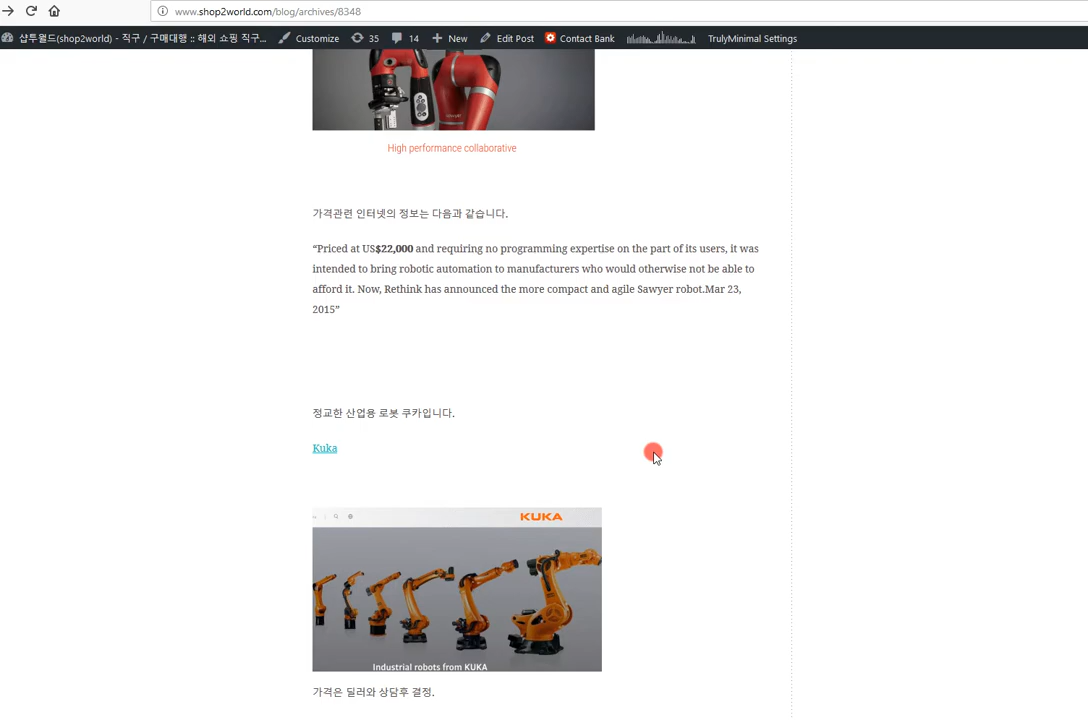 www.shop2world.com/blog/archives/8348
샵투월드(shop2world) - 직구 / 구매대행 :: 해외 쇼핑 직구... Customize 35 14 New Edit Post Contact Bank TrulyMinimal Settings
High performance collaborative
가격관련 인터넷의 정보는 다음과 같습니다.
“Priced at US$22,000 and requiring no programming expertise on the part of its users, it was
intended to bring robotic automation to manufacturers who would otherwise not be able to
afford it. Now, Rethink has announced the more compact and agile Sawyer robot.Mar 23,
2015”
정교한 산업용 로봇 쿠카입니다.
Kuka
KUKA
Industrial robots from KUKA
가격은 딜러와 상담후 결정.